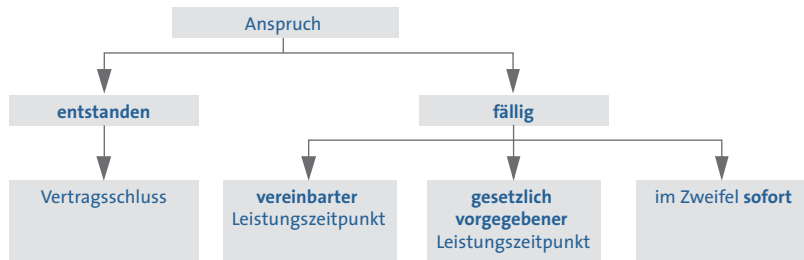 Anspruch
entstanden
fällig
Vertragsschluss
vereinbarter
Leistungszeitpunkt
gesetzlich
vorgegebener
Leistungszeitpunkt
im Zweifel sofort